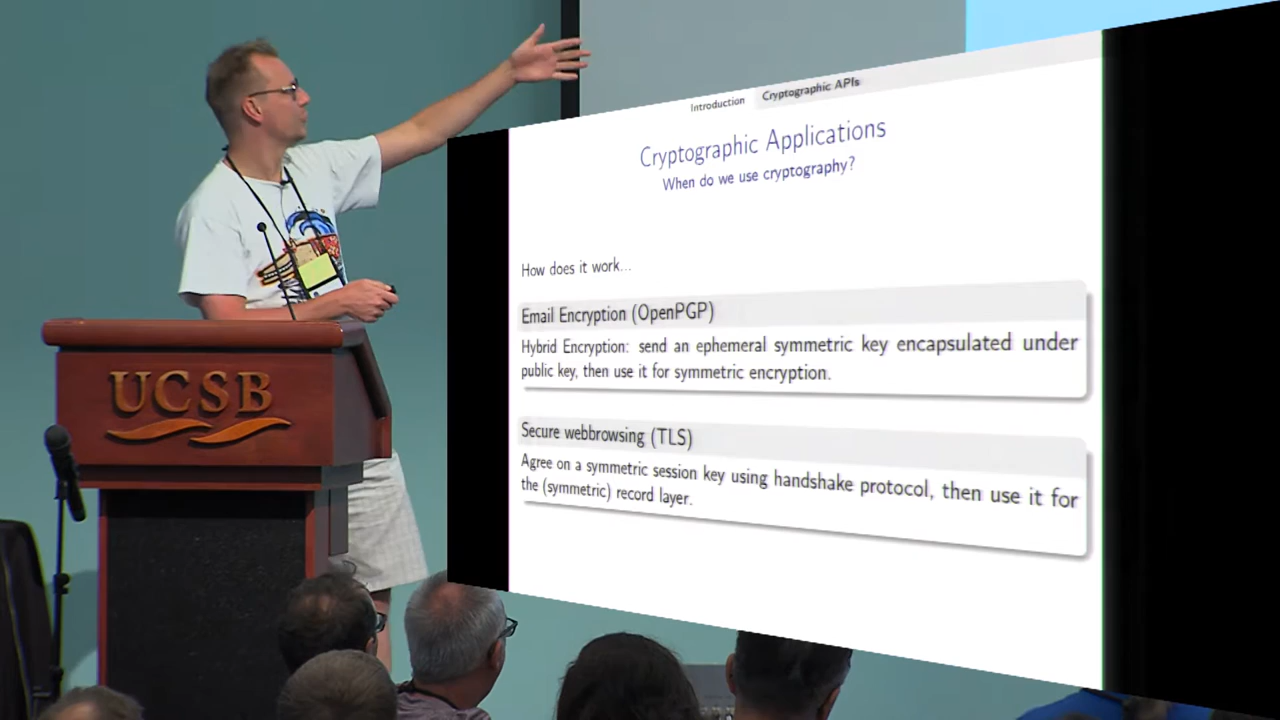 Introduction Cryptographic APIs
Cryptographic Applications
When do we use cryptography?
How does it work...
Email Encryption (OpenPGP)
Hybrid Encryption: send an ephemeral symmetric key encapsulated under
public key, then use it for symmetric encryption.
Secure webbrowsing (TLS)
Agree on a symmetric session key using handshake protocol, then use it for
the (symmetric) record layer.
UCSB